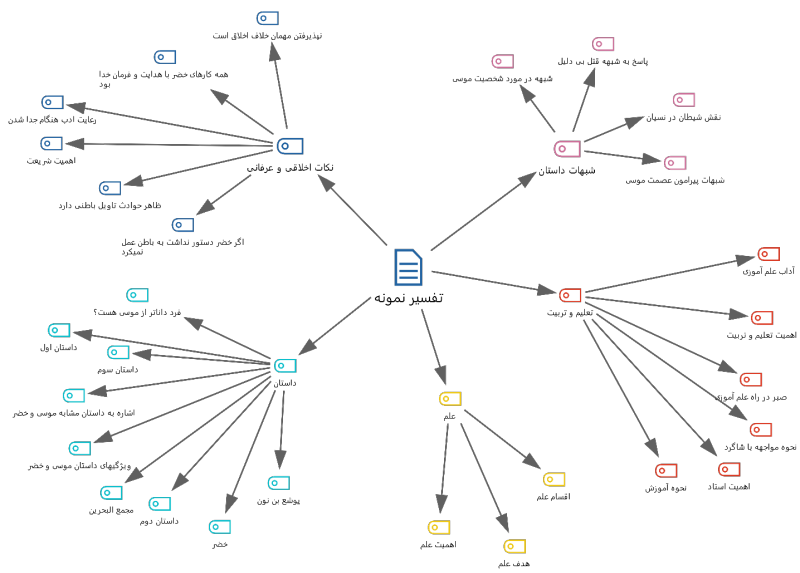 نپذیرفتن مهمان خلاف اخلاق است
همه کارهای خضر با هدایت و فرمان خدا
بود
رعایت ادب هنگام جدا شدن
اهمیت شریعت
نکات اخلاقی و عرفانی
ظاهر حوادث تاویل باطنی دارد
اگر خضر دستور نداشت به باطن عمل
نمیکرد
پاسخ به شبهه قتل بی دلیل
شبهه در مورد شخصیت موسی
نقش شیطان در نسیان
شبهات داستان
شبهات پیرامون عصمت موسی
تفسیر نمونه
آداب علم آموزی
تعلیم و تربیت
اهمیت تعلیم و تربیت
صبر در راه علم آموزی
نحوه مواجهه با شاگرد
اهمیت استاد
نحوه آموزش
فرد داناتر از موسی هست؟
داستان اول
داستان سوم
داستان
اشاره به داستان مشابه موسی و خضر
ویژگیهای داستان موسی و خضر
مجمع البحرین
داستان دوم
خضر
یوشع بن نون
علم
اقسام علم
اهمیت علم
هدف علم